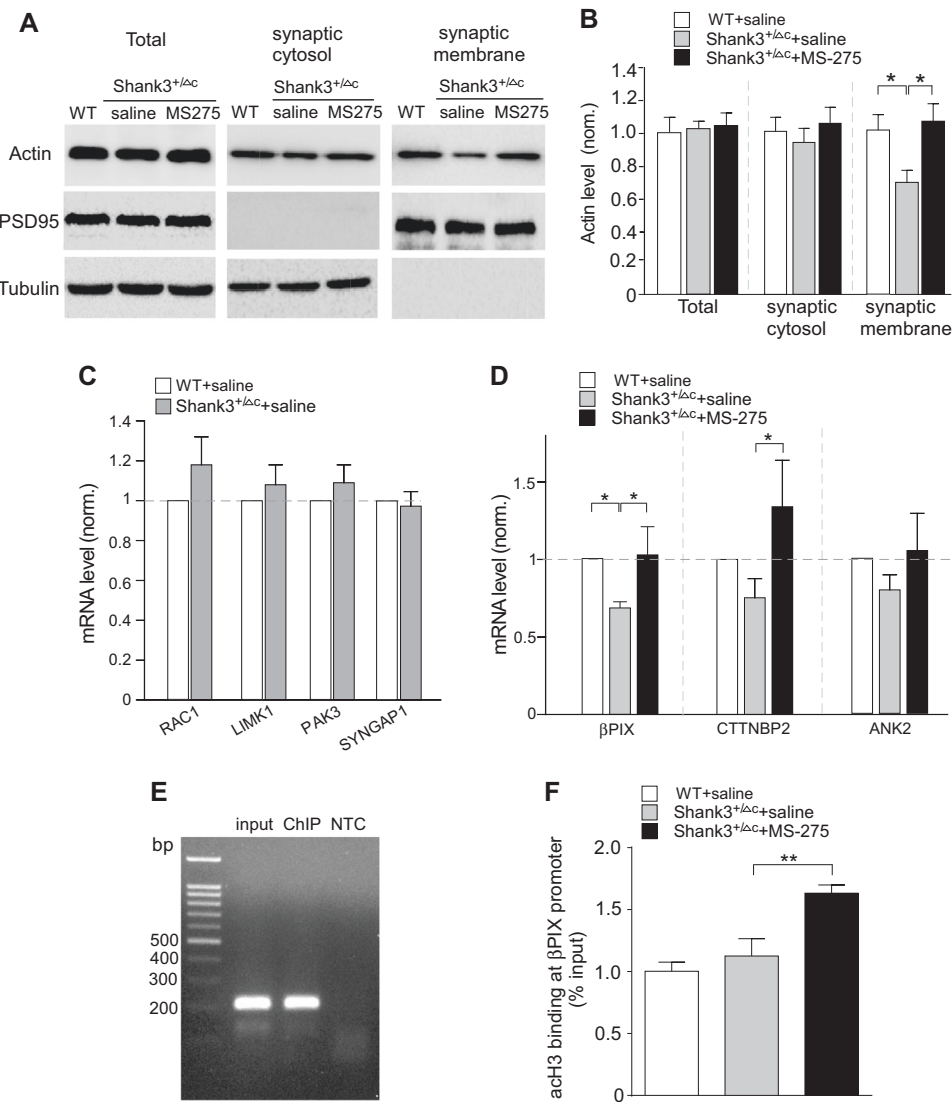 A
Total
synaptic
cytosol
synaptic
membrane
Shank3+/ΔC
Shank3+/ΔC
Shank3+/ΔC
WT saline MS275 WT saline MS275 WT saline MS275
Actin
PSD95
Tubulin
B
WT+saline
Shank3+/ΔC+saline
Shank3+/ΔC+MS-275
Actin level (norm.)
1.4
1.2
1.0
0.8
0.6
0.4
0.2
0
* *
Total
synaptic
cytosol
synaptic
membrane
C
WT+saline
Shank3+/ΔC+saline
mRNA level (norm.)
1.4
1.2
1
0.8
0.6
0.4
0.2
0
RAC1
LIMK1
PAK3
SYNGAP1
D
WT+saline
Shank3+/ΔC+saline
Shank3+/ΔC+MS-275
mRNA level (norm.)
1.5
1
0.5
0
* *
*
βPIX
CTTNBP2
ANK2
E
input ChIP NTC
bp
500
400
300
200
F
WT+saline
Shank3+/ΔC+saline
Shank3+/ΔC+MS-275
acH3 binding at βPIX promoter
(% input)
2.0
1.5
1.0
0.5
0
**